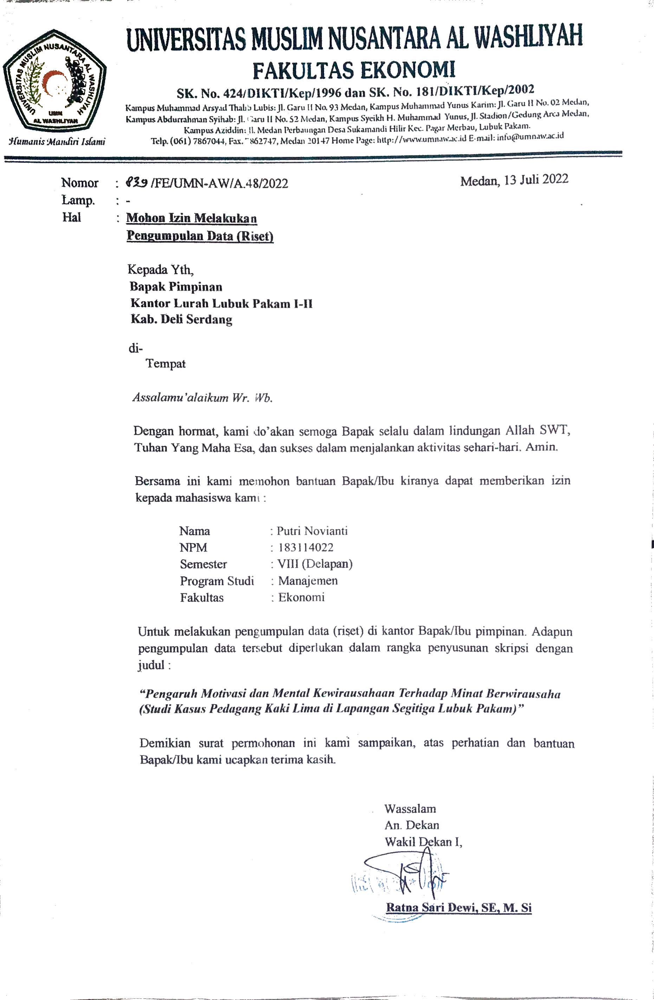 UNIVERSITAS MUSLIM NUSANTARA AL WASHLIYAH
UMN
AL WASHLIYAH
Humanis Mandiri Islami
UNIVERSITAS MUSLIM NUSANTARA AL WASHLIYAH
FAKULTAS EKONOMI
SK. No. 424/DIKTI/Kep/1996 dan SK. No. 181/DIKTI/Kep/2002
Kampus Muhammad Arsyad Thalib Lubis: Jl. Garu II No. 93 Medan, Kampus Muhammad Yunus Karim: Jl. Garu II No. 02 Medan,
Kampus Abdurrahman Syihab: Jl. Garu II No. 52 Medan, Kampus Syeikh H. Muhammad Yunus, Jl. Stadion/Gedung Arca Medan,
Kampus Aziddin: Jl. Medan Perbaungan Desa Sukamandi Hilir Kec. Pagar Merbau, Lubuk Pakam.
Telp. (061) 7867044, Fax. 7862747, Medan 20147 Home Page: http://www.umnaw.ac.id E-mail: info@umnaw.ac.id
Nomor : 839 /FE/UMN-AW/A.48/2022 Medan, 13 Juli 2022
Lamp. : -
Hal : Mohon Izin Melakukan
Pengumpulan Data (Riset)
Kepada Yth,
Bapak Pimpinan
Kantor Lurah Lubuk Pakam I-II
Kab. Deli Serdang
di-
Tempat
Assalamu'alaikum Wr. Wb.
Dengan hormat, kami do'akan semoga Bapak selalu dalam lindungan Allah SWT,
Tuhan Yang Maha Esa, dan sukses dalam menjalankan aktivitas sehari-hari. Amin.
Bersama ini kami memohon bantuan Bapak/Ibu kiranya dapat memberikan izin
kepada mahasiswa kami :
Nama : Putri Novianti
NPM : 183114022
Semester : VIII (Delapan)
Program Studi : Manajemen
Fakultas : Ekonomi
Untuk melakukan pengumpulan data (riset) di kantor Bapak/Ibu pimpinan. Adapun
pengumpulan data tersebut diperlukan dalam rangka penyusunan skripsi dengan
judul :
“Pengaruh Motivasi dan Mental Kewirausahaan Terhadap Minat Berwirausaha
(Studi Kasus Pedagang Kaki Lima di Lapangan Segitiga Lubuk Pakam)”
Demikian surat permohonan ini kami sampaikan, atas perhatian dan bantuan
Bapak/Ibu kami ucapkan terima kasih.
Wassalam
An. Dekan
Wakil Dekan I,
Ratna Sari Dewi, SE, M. Si